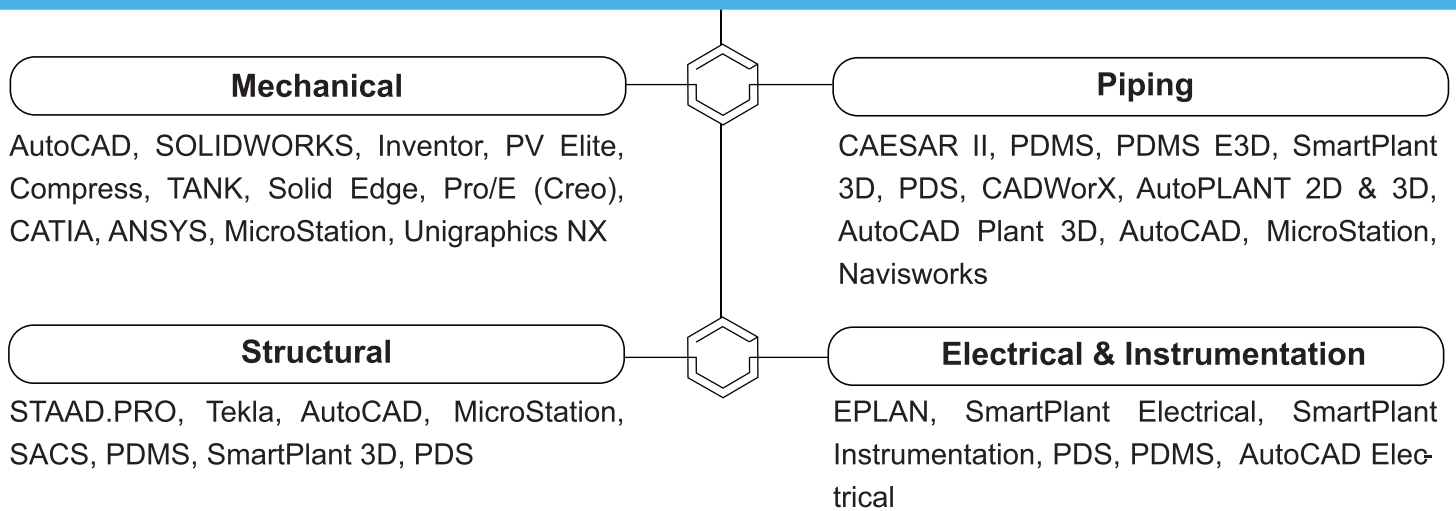 Mechanical
AutoCAD, SOLIDWORKS, Inventor, PV Elite,
Compress, TANK, Solid Edge, Pro/E (Creo),
CATIA, ANSYS, MicroStation, Unigraphics NX
Piping
CAESAR II, PDMS, PDMS E3D, SmartPlant
3D, PDS, CADWorX, AutoPLANT 2D & 3D,
AutoCAD Plant 3D, AutoCAD, MicroStation,
Navisworks
Structural
STAAD.PRO, Tekla, AutoCAD, MicroStation,
SACS, PDMS, SmartPlant 3D, PDS
Electrical & Instrumentation
EPLAN, SmartPlant Electrical, SmartPlant
Instrumentation, PDS, PDMS, AutoCAD Elec-
trical